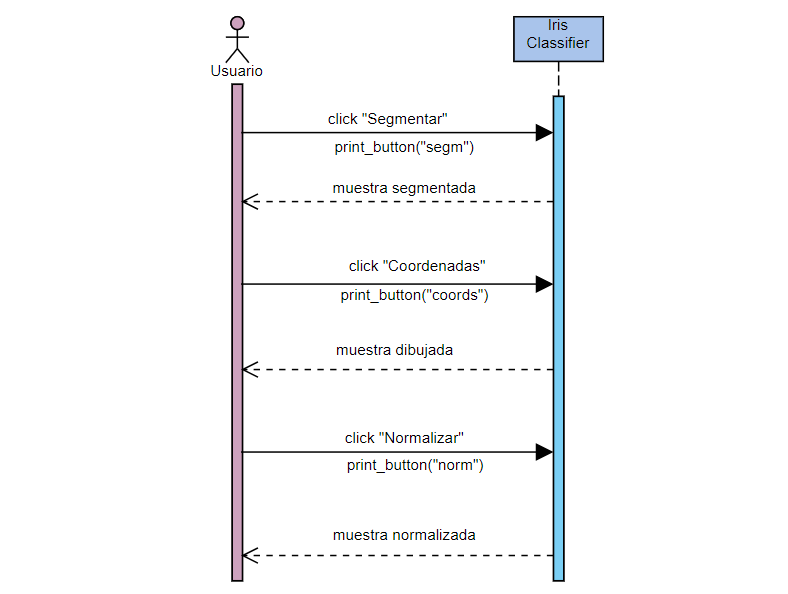 Iris
Classifier
Usuario
click "Segmentar"
print_button("segm")
muestra segmentada
click "Coordenadas"
print_button("coords")
muestra dibujada
click "Normalizar"
print_button("norm")
muestra normalizada